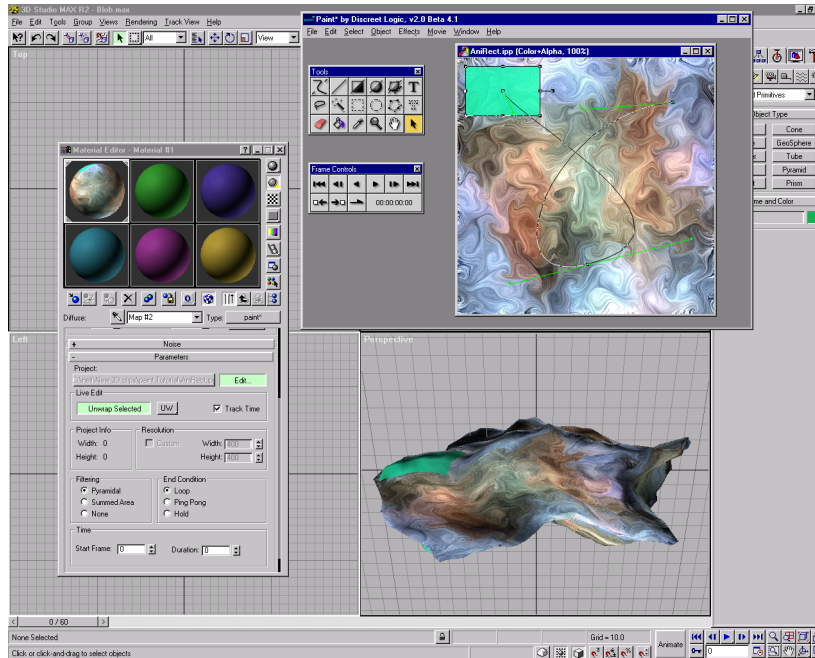 3D Studio MAX R2 - Blob.max
File Edit Tools Group Views Rendering Track View Help
All
View
Top
Paint* by Discreet Logic, v2.0 Beta 4.1
File Edit Select Object Effects Movie Window Help
Tools
T
Frame Controls
00:00:00:00
AniRect.ipp (Color+Alpha, 100%)
Primitives
Type
Cone
GeoSphere
Tube
Pyramid
Prism
and Color
Material Editor - Material #1
Diffuse:
Map #2
Type:
paint*
+ Noise
- Parameters
Project:
Edit...
Live Edit
Unwrap Selected
UW
Track Time
Project Info
Width: 0
Height: 0
Resolution
Custom
Width: 400
Height: 400
Filtering
Pyramidal
Summed Area
None
End Condition
Loop
Ping Pong
Hold
Time
Start Frame: 0
Duration: 0
Left
Perspective
0 / 60
None Selected
Grid = 10.0
Animate
0
Click or click-and-drag to select objects